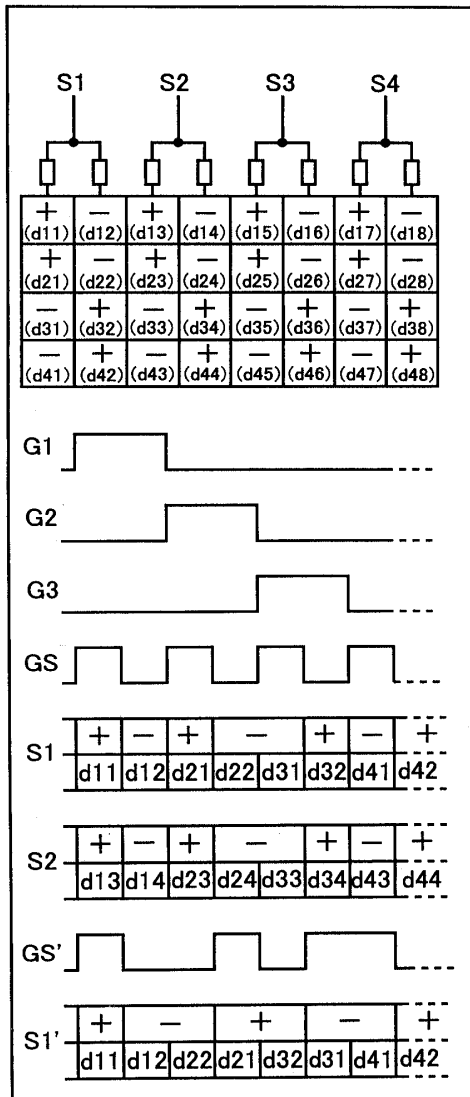 S1 S2 S3 S4
+ − + − + − + −
(d11) (d12) (d13) (d14) (d15) (d16) (d17) (d18)
+ − + − + − + −
(d21) (d22) (d23) (d24) (d25) (d26) (d27) (d28)
− + − + − + − +
(d31) (d32) (d33) (d34) (d35) (d36) (d37) (d38)
− + − + − + − +
(d41) (d42) (d43) (d44) (d45) (d46) (d47) (d48)
G1
G2
G3
GS
S1
+ − + − + − +
d11 d12 d21 d22 d31 d32 d41 d42
S2
+ − + − + − +
d13 d14 d23 d24 d33 d34 d43 d44
GS'
S1'
+ − + − +
d11 d12 d22 d21 d32 d31 d41 d42